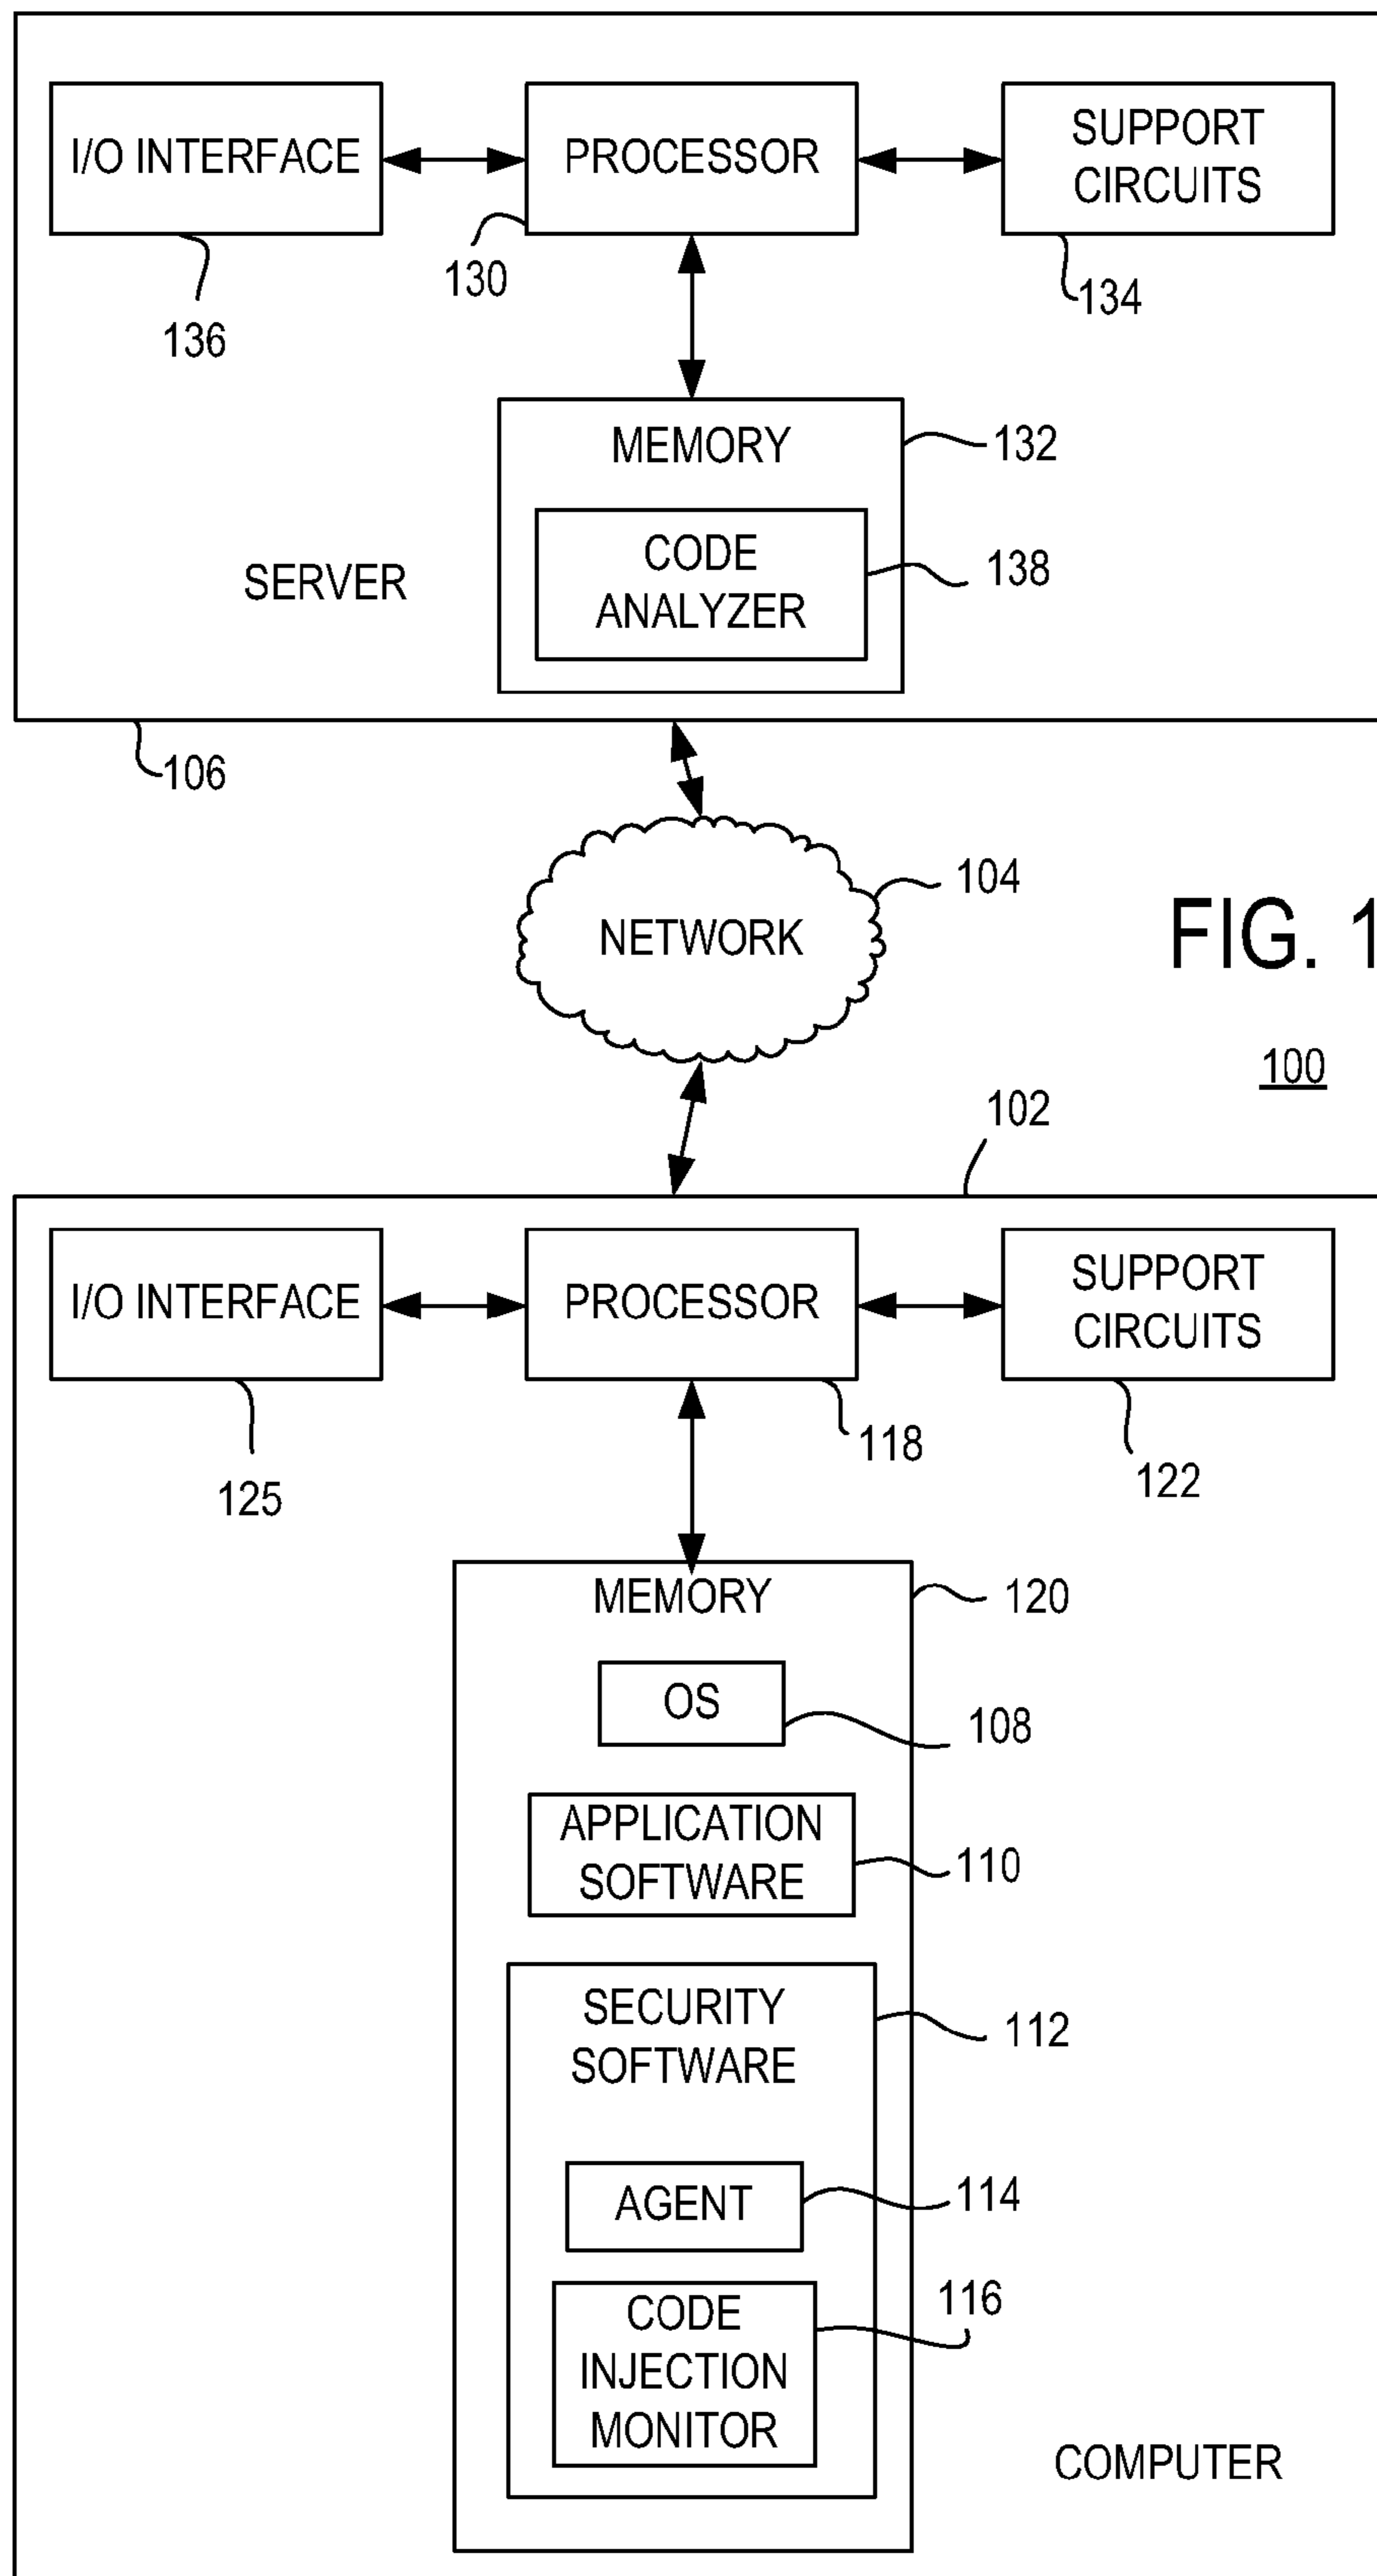 I/O INTERFACE
PROCESSOR
SUPPORT
CIRCUITS
136
130
134
MEMORY
132
CODE
ANALYZER
138
SERVER
106
NETWORK
104
FIG. 1
100
102
I/O INTERFACE
PROCESSOR
SUPPORT
CIRCUITS
125
118
122
MEMORY
120
OS
108
APPLICATION
SOFTWARE
110
SECURITY
SOFTWARE
112
AGENT
114
CODE
INJECTION
MONITOR
116
COMPUTER